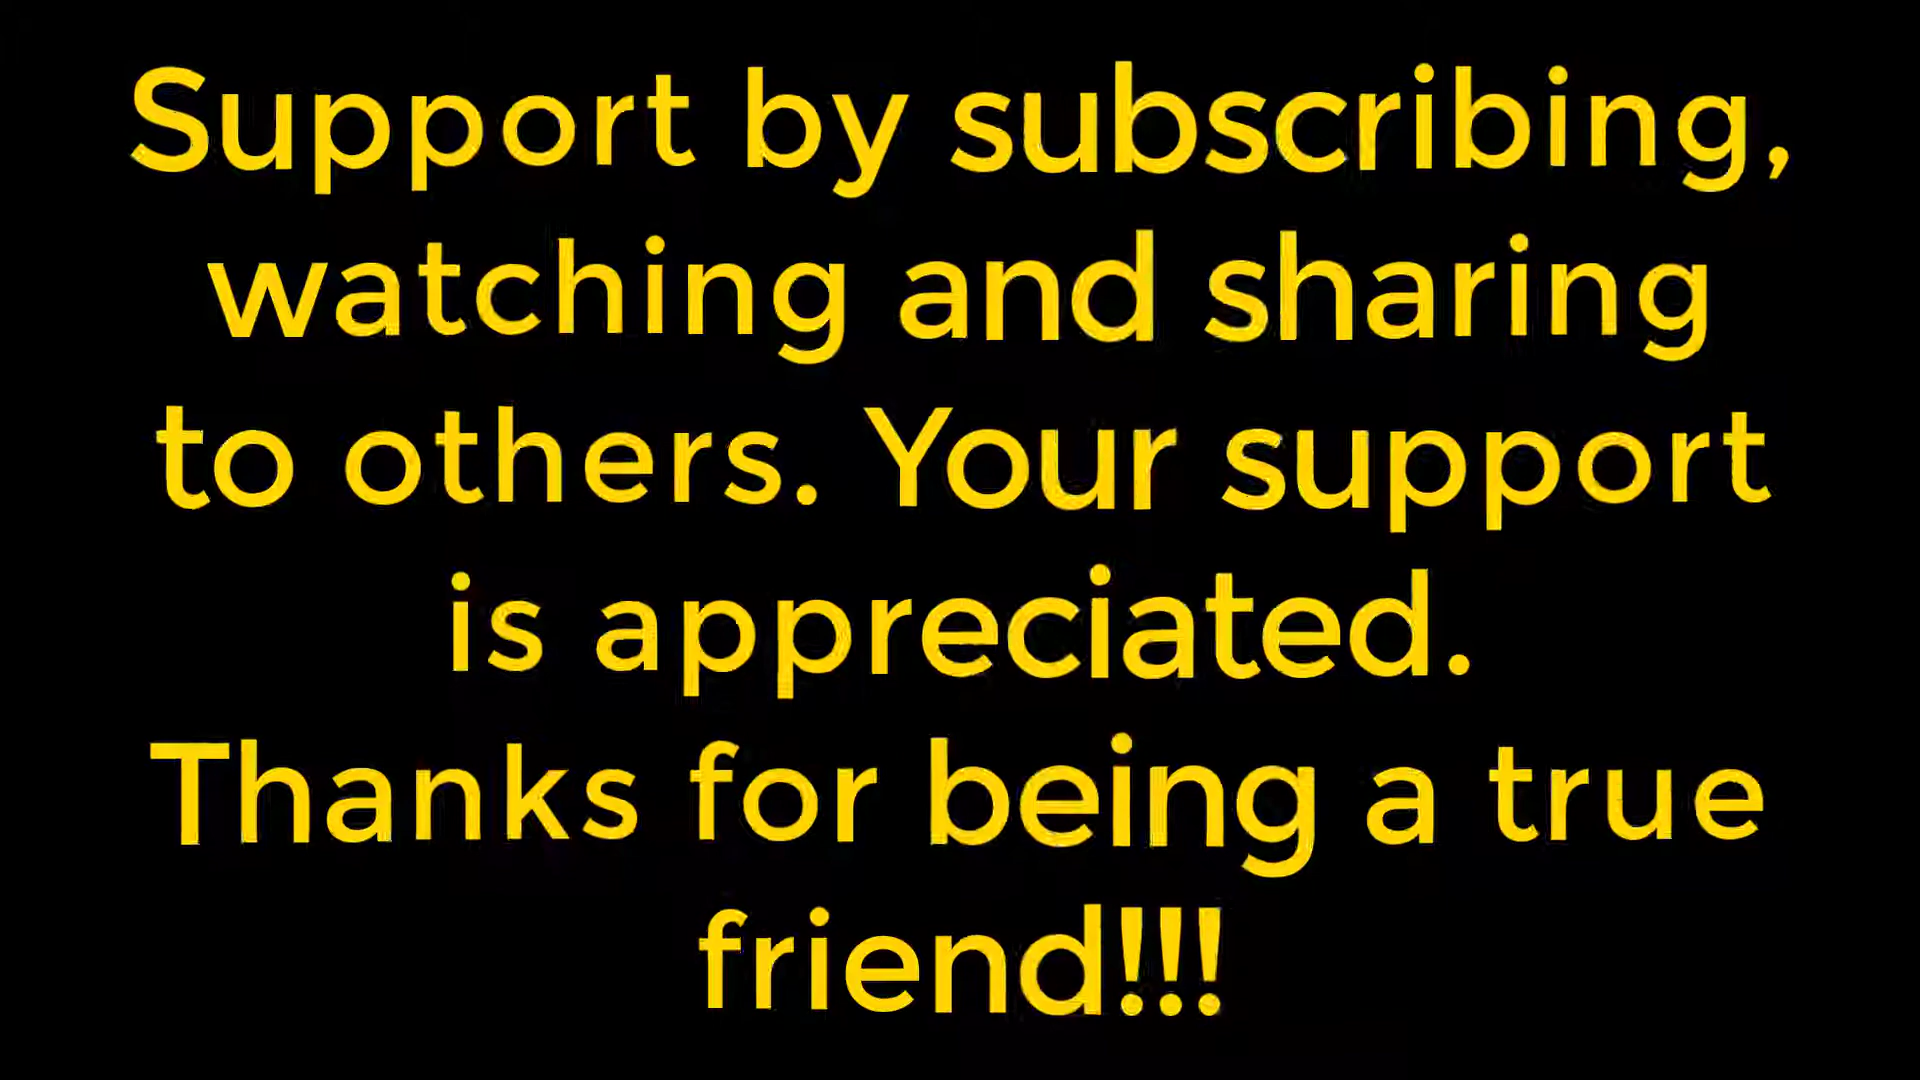 Support by subscribing,
watching and sharing
to others. Your support
is appreciated.
Thanks for being a true
friend!!!